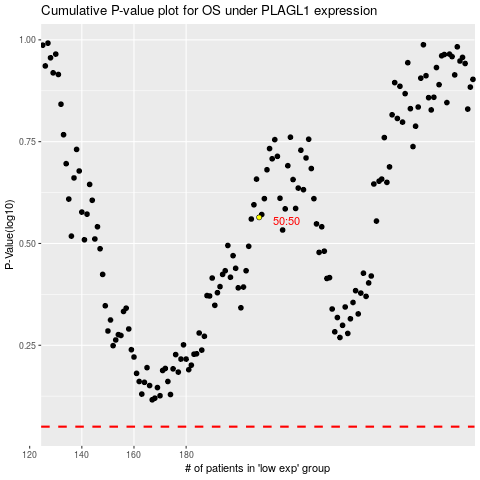 Cumulative P-value plot for OS under PLAGL1 expression
1.00
0.75
0.50
0.25
P-Value(log10)
50:50
120 140 160 180
# of patients in 'low exp' group